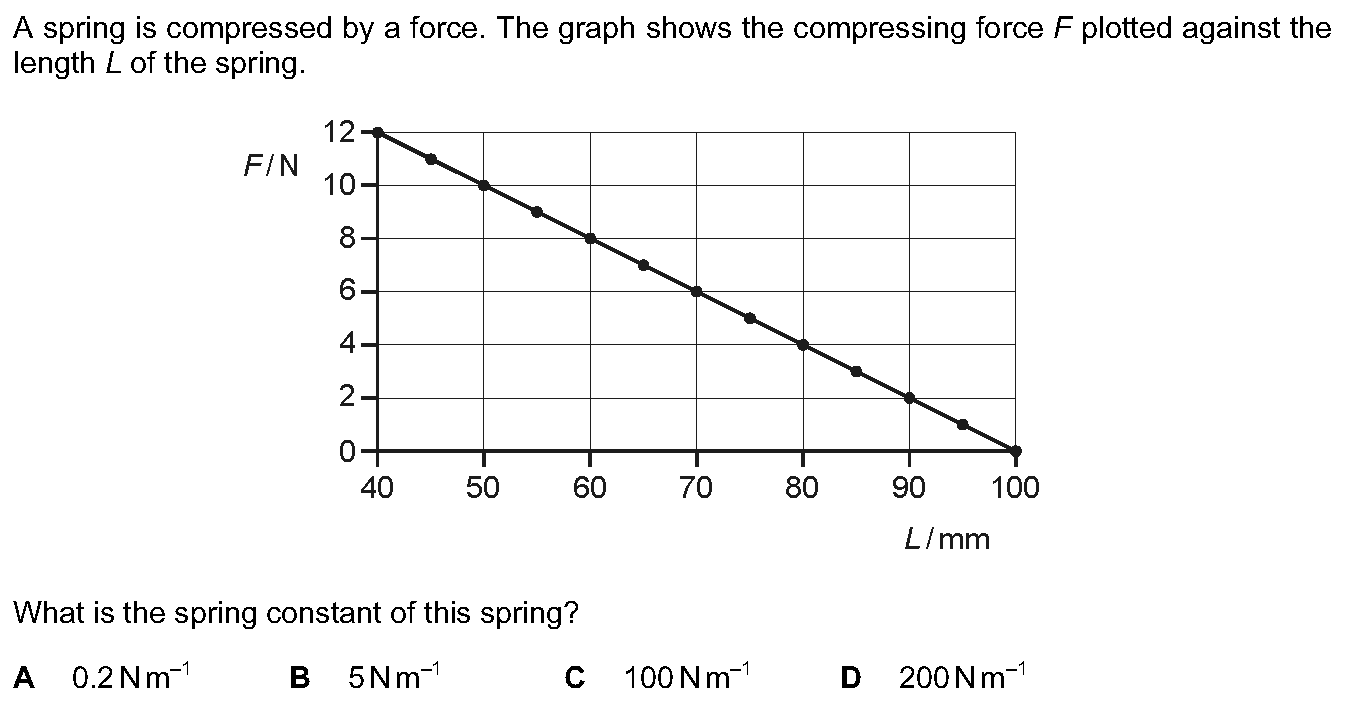 A spring is compressed by a force. The graph shows the compressing force F plotted against the
length L of the spring.
12
F/N
10
8
6
4
2
0
40 50 60 70 80 90 100
L/mm
What is the spring constant of this spring?
A 0.2 N m⁻¹ B 5 N m⁻¹ C 100 N m⁻¹ D 200 N m⁻¹